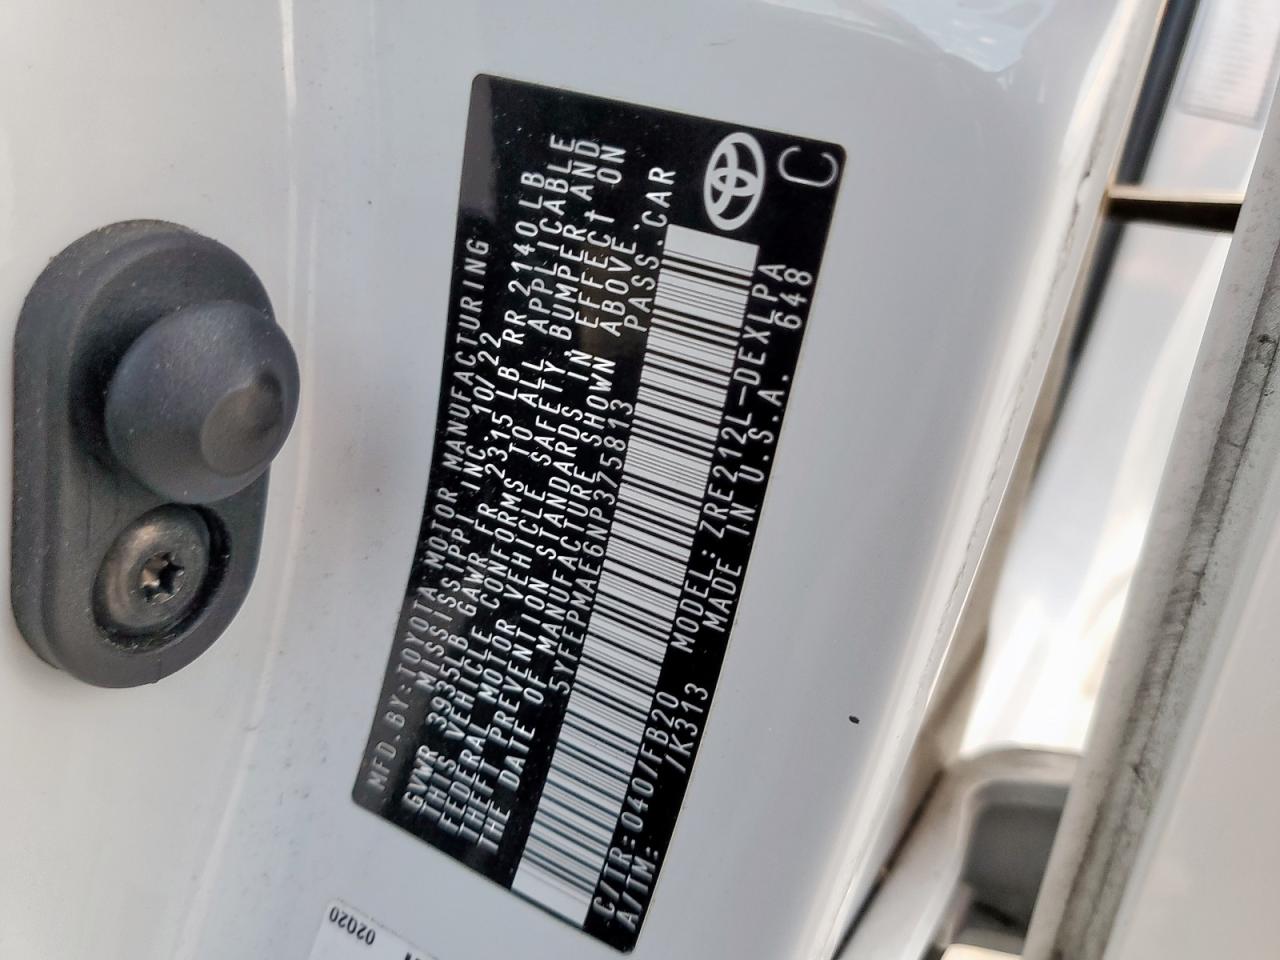 MFD.BY:TOYOTA MOTOR MANUFACTURING
MISSISSIPPI INC.10/22
GVWR 3935LB GAWR FR 2315 LB RR 2140LB
THIS VEHICLE CONFORMS TO ALL APPLICABLE
FEDERAL MOTOR VEHICLE SAFETY, BUMPER, AND
THEFT PREVENTION STANDARDS IN EFFECT ON
THE DATE OF MANUFACTURE SHOWN ABOVE.
5YFEPMAE6NP375813 PASS.CAR
C/TR:040/FB20 MODEL:ZRE212L-DEXLPA
A/TM: /K313 MADE IN U.S.A. 648
C
02020